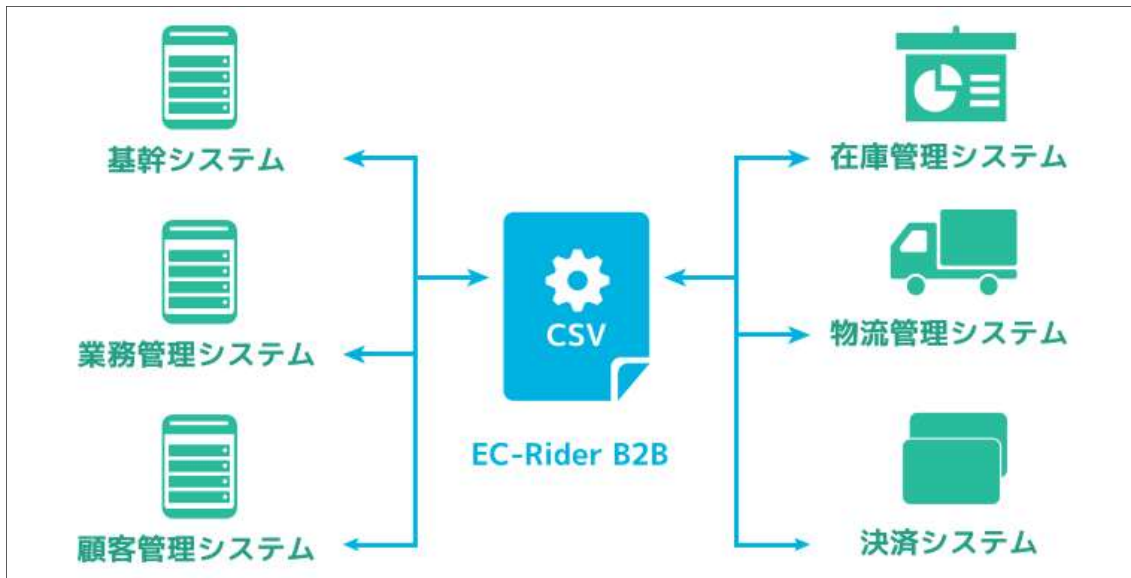 基幹システム
業務管理システム
顧客管理システム
CSV
EC-Rider B2B
在庫管理システム
物流管理システム
決済システム